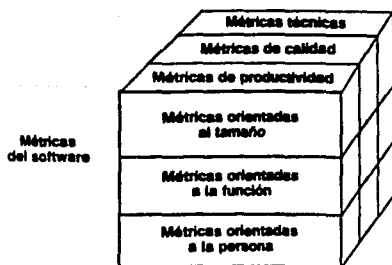 Métricas técnicas
Métricas de calidad
Métricas de productividad
Métricas orientadas
al tamaño
Métricas
del software
Métricas orientadas
a la función
Métricas orientadas
a la persona